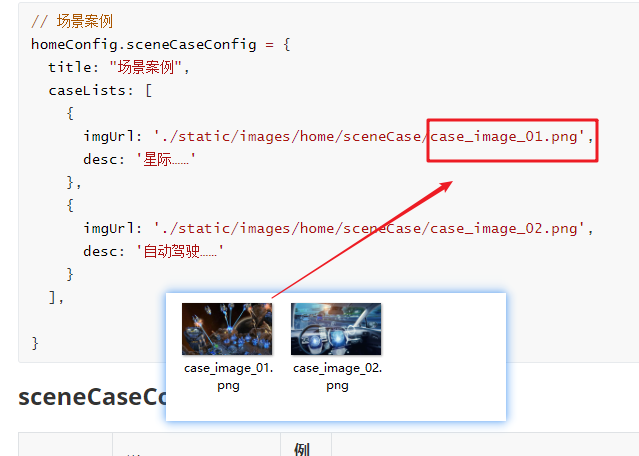 // 场景案例
homeConfig.sceneCaseConfig = {
title: "场景案例",
caseLists: [
{
imgUrl: './static/images/home/sceneCase/case_image_01.png',
desc: '星际……'
},
{
imgUrl: './static/images/home/sceneCase/case_image_02.png',
desc: '自动驾驶……'
}
],
}
case_image_01.
png
case_image_02.
png
sceneCaseCo
例